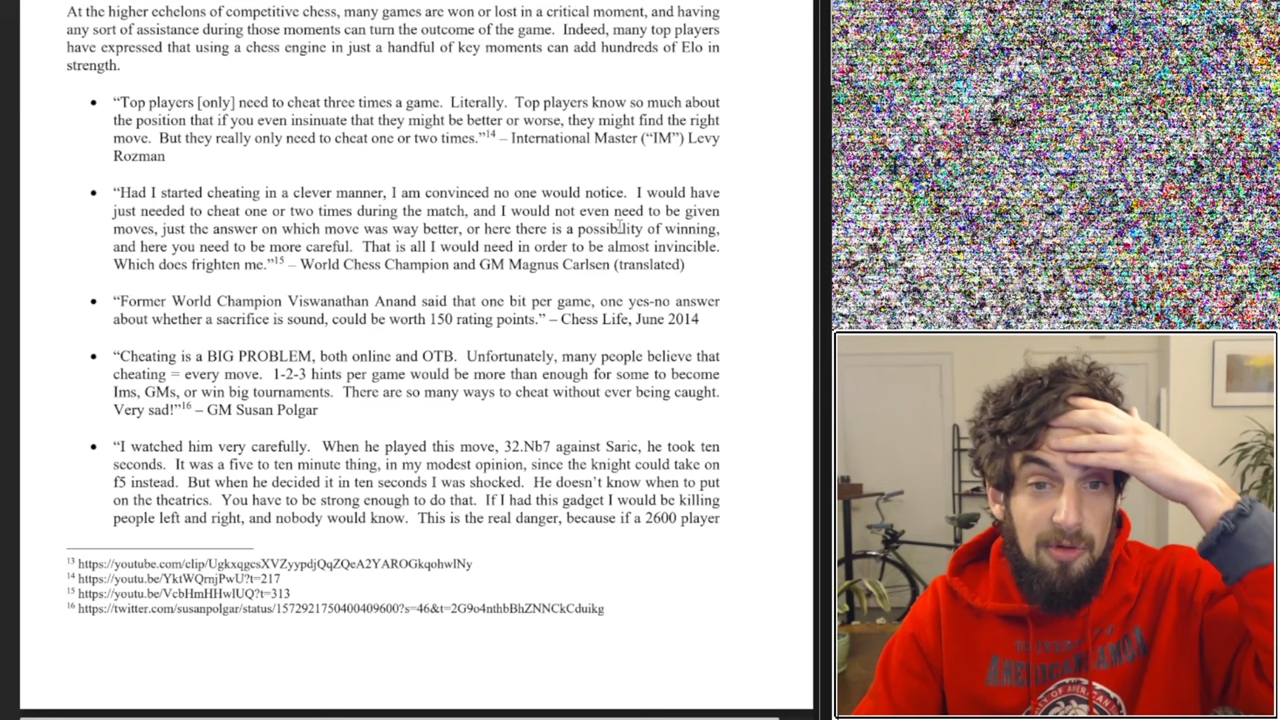 At the higher echelons of competitive chess, many games are won or lost in a critical moment, and having
any sort of assistance during those moments can turn the outcome of the game. Indeed, many top players
have expressed that using a chess engine in just a handful of key moments can add hundreds of Elo in
strength.
• “Top players [only] need to cheat three times a game. Literally. Top players know so much about
the position that if you even insinuate that they might be better or worse, they might find the right
move. But they really only need to cheat one or two times.”14 – International Master (“IM”) Levy
Rozman
• “Had I started cheating in a clever manner, I am convinced no one would notice. I would have
just needed to cheat one or two times during the match, and I would not even need to be given
moves, just the answer on which move was way better, or here there is a possibility of winning,
and here you need to be more careful. That is all I would need in order to be almost invincible.
Which does frighten me.”15 – World Chess Champion and GM Magnus Carlsen (translated)
• “Former World Champion Viswanathan Anand said that one bit per game, one yes-no answer
about whether a sacrifice is sound, could be worth 150 rating points.” – Chess Life, June 2014
• “Cheating is a BIG PROBLEM, both online and OTB. Unfortunately, many people believe that
cheating = every move. 1-2-3 hints per game would be more than enough for some to become
Ims, GMs, or win big tournaments. There are so many ways to cheat without ever being caught.
Very sad!”16 – GM Susan Polgar
• “I watched him very carefully. When he played this move, 32.Nb7 against Saric, he took ten
seconds. It was a five to ten minute thing, in my modest opinion, since the knight could take on
f5 instead. But when he decided it in ten seconds I was shocked. He doesn’t know when to put
on the theatrics. You have to be strong enough to do that. If I had this gadget I would be killing
people left and right, and nobody would know. This is the real danger, because if a 2600 player
13 https://youtube.com/clip/UgkxqgcsXVZyypdjQqZQeA2YAROGkqohwlNy
14 https://youtu.be/YktWQrnjPwU?t=217
15 https://youtu.be/VcbHmHHwlUQ?t=313
16 https://twitter.com/susanpolgar/status/1572921750400409600?s=46&t=2G9o4nthbBhZNNCkCduikg